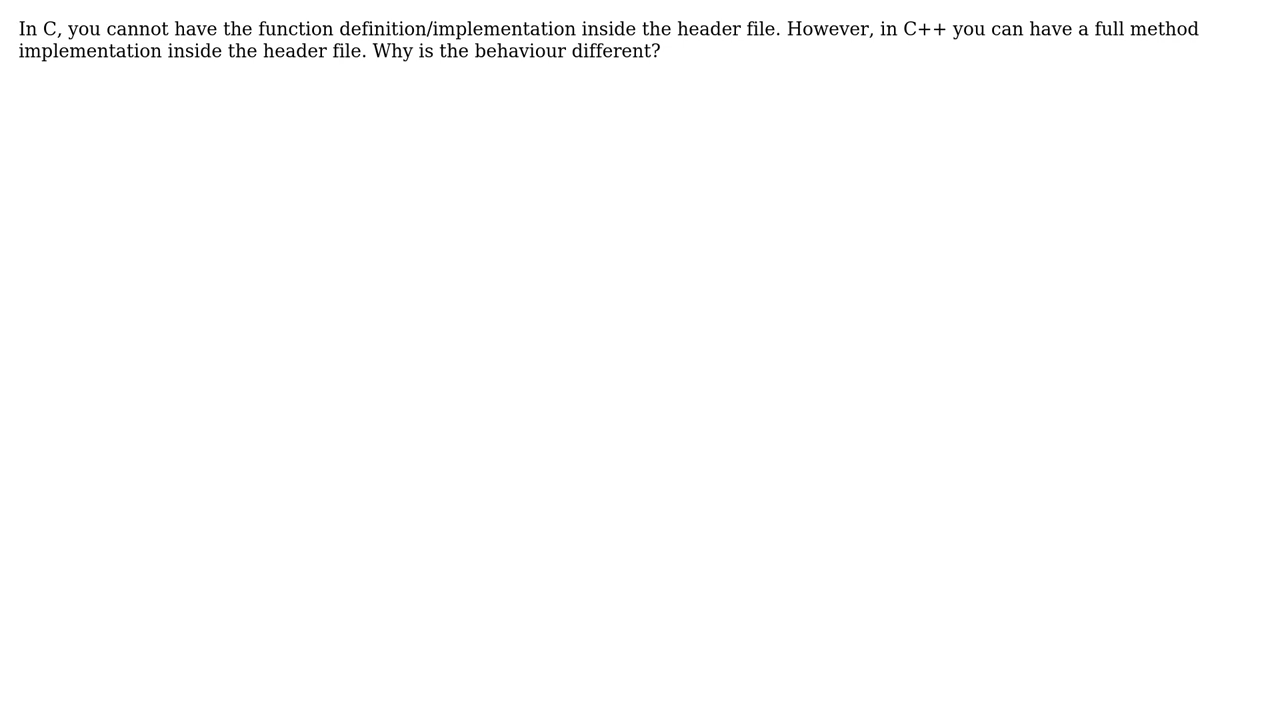 In C, you cannot have the function definition/implementation inside the header file. However, in C++ you can have a full method
implementation inside the header file. Why is the behaviour different?